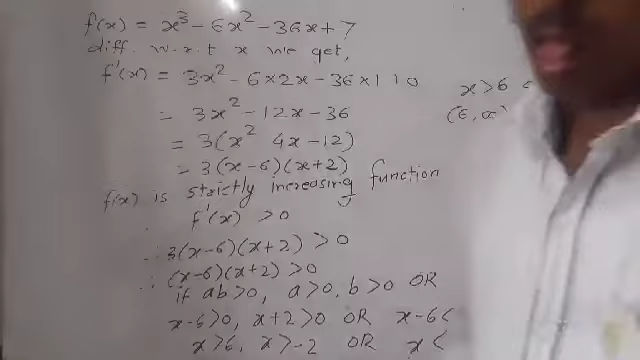 f(x) = x³ - 6x² - 36x + 7
diff. w.r.t x we get,
f'(x) = 3x² - 6×2x - 36×1 + 0
= 3x² - 12x - 36
= 3(x² 4x - 12)
= 3(x-6)(x+2)
f(x) is strictly increasing function
f'(x) > 0
∴ 3(x-6)(x+2) > 0
∴ (x-6)(x+2) > 0
if ab>0, a>0, b>0 OR
x-6>0, x+2>0 OR x-6<
x>6, x>-2 OR x<
x>6
(6, ∞)